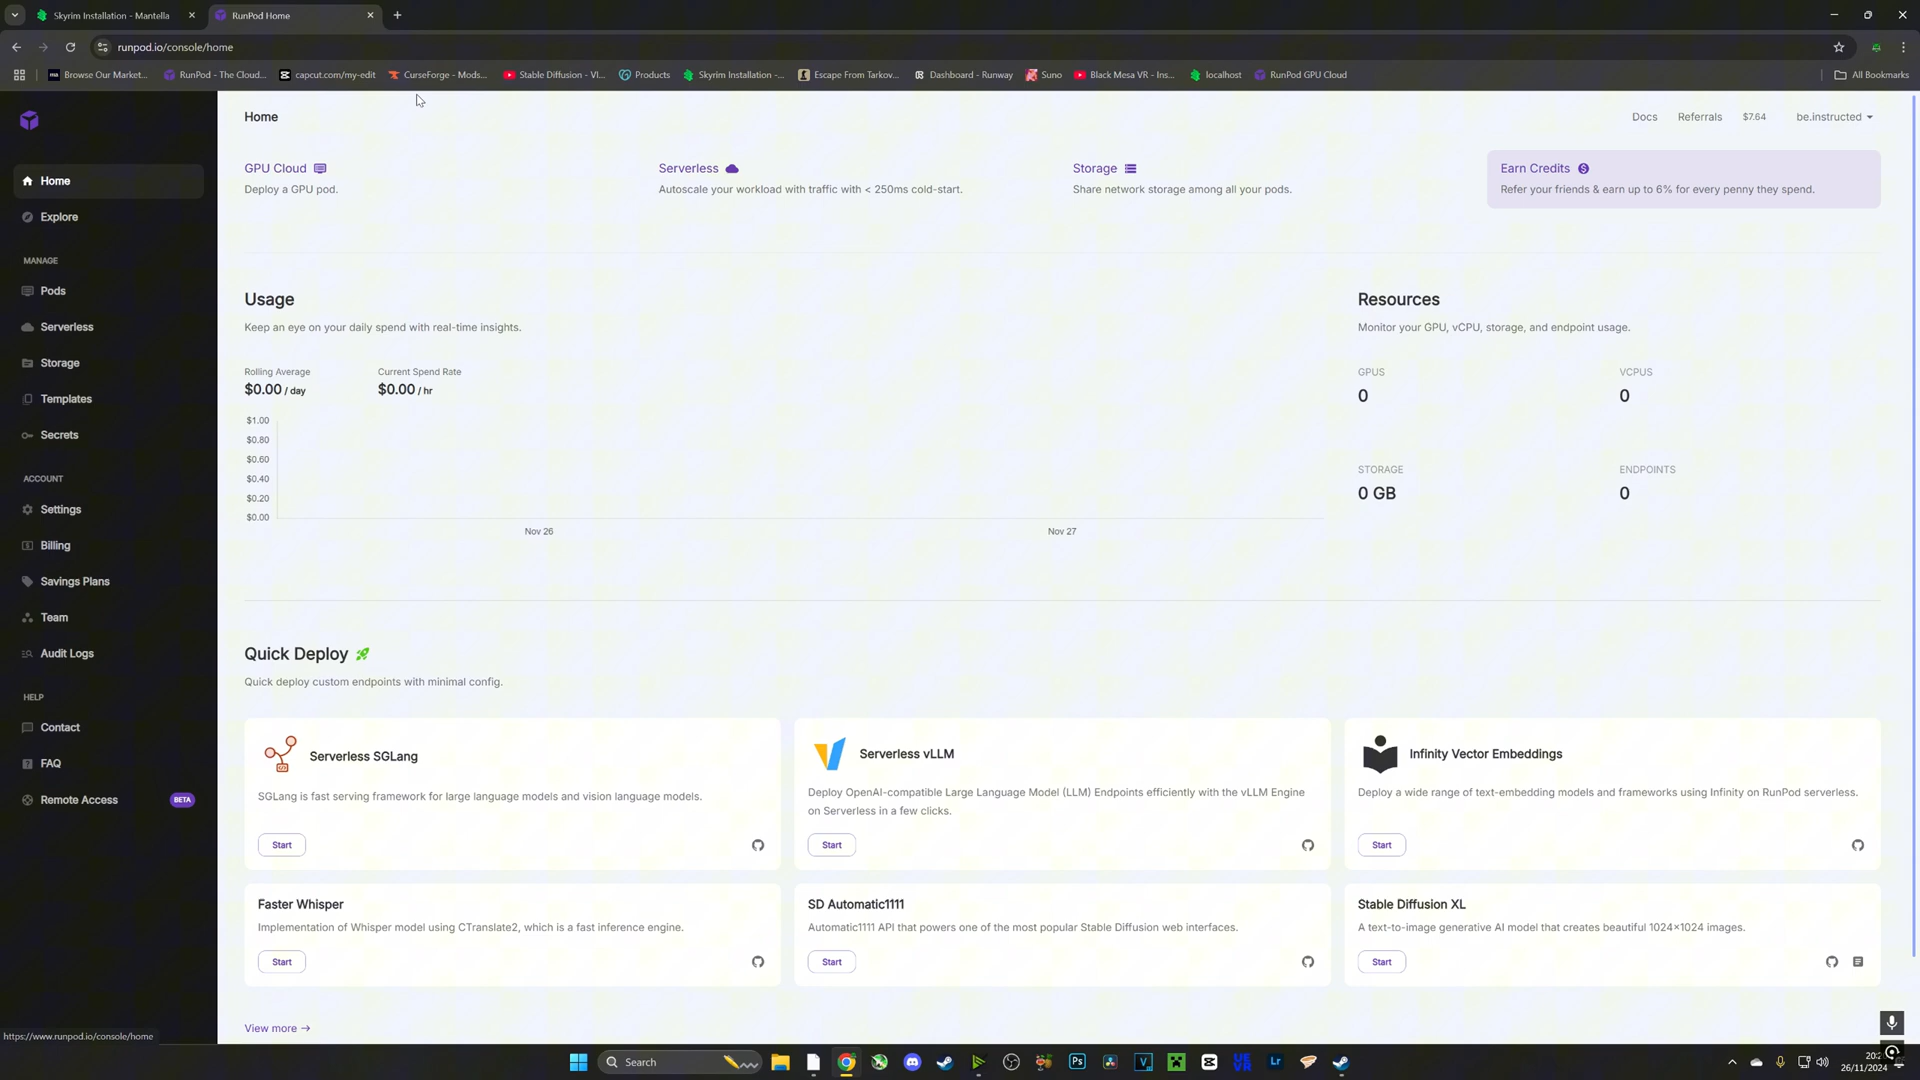 Skyrim Installation - Mantella
RunPod Home
runpod.io/console/home
Browse Our Market...
RunPod - The Cloud...
capcut.com/my-edit
CurseForge - Mods...
Stable Diffusion - VI...
Products
Skyrim Installation -...
Escape From Tarkov...
Dashboard - Runway
Suno
Black Mesa VR - Ins...
localhost
RunPod GPU Cloud
All Bookmarks
Home
Docs
Referrals
$7.64
be.instructed
GPU Cloud
Deploy a GPU pod.
Serverless
Autoscale your workload with traffic with < 250ms cold-start.
Storage
Share network storage among all your pods.
Earn Credits
Refer your friends & earn up to 6% for every penny they spend.
Home
Explore
MANAGE
Pods
Serverless
Storage
Templates
Secrets
ACCOUNT
Settings
Billing
Savings Plans
Team
Audit Logs
HELP
Contact
FAQ
Remote Access
BETA
Usage
Keep an eye on your daily spend with real-time insights.
Rolling Average
$0.00 / day
Current Spend Rate
$0.00 / hr
$1.00
$0.80
$0.60
$0.40
$0.20
$0.00
Nov 26
Nov 27
Resources
Monitor your GPU, vCPU, storage, and endpoint usage.
GPUS
0
VCPUS
0
STORAGE
0 GB
ENDPOINTS
0
Quick Deploy
Quick deploy custom endpoints with minimal config.
Serverless SGLang
SGLang is fast serving framework for large language models and vision language models.
Start
Serverless vLLM
Deploy OpenAI-compatible Large Language Model (LLM) Endpoints efficiently with the vLLM Engine
on Serverless in a few clicks.
Start
Infinity Vector Embeddings
Deploy a wide range of text-embedding models and frameworks using Infinity on RunPod serverless.
Start
Faster Whisper
Implementation of Whisper model using CTranslate2, which is a fast inference engine.
Start
SD Automatic1111
Automatic1111 API that powers one of the most popular Stable Diffusion web interfaces.
Start
Stable Diffusion XL
A text-to-image generative AI model that creates beautiful 1024x1024 images.
Start
View more →
https://www.runpod.io/console/home
Search
Ps
Lr
26/11/2024